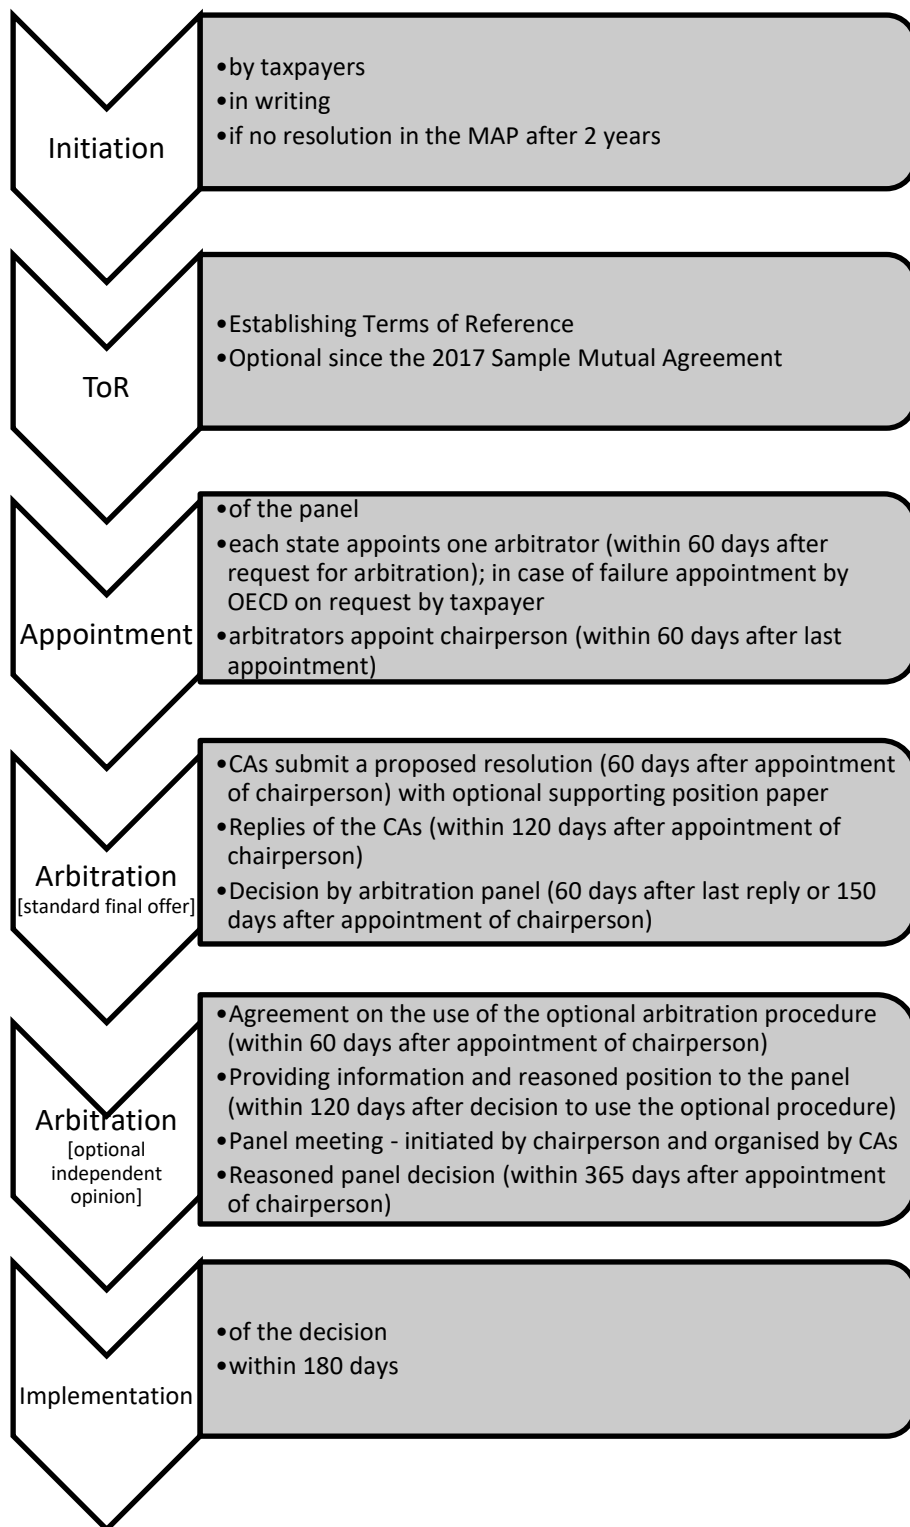 Initiation
•by taxpayers
•in writing
•if no resolution in the MAP after 2 years
ToR
•Establishing Terms of Reference
•Optional since the 2017 Sample Mutual Agreement
Appointment
•of the panel
•each state appoints one arbitrator (within 60 days after
request for arbitration); in case of failure appointment by
OECD on request by taxpayer
•arbitrators appoint chairperson (within 60 days after last
appointment)
Arbitration
[standard final offer]
•CAs submit a proposed resolution (60 days after appointment
of chairperson) with optional supporting position paper
•Replies of the CAs (within 120 days after appointment of
chairperson)
•Decision by arbitration panel (60 days after last reply or 150
days after appointment of chairperson)
Arbitration
[optional
independent
opinion]
•Agreement on the use of the optional arbitration procedure
(within 60 days after appointment of chairperson)
•Providing information and reasoned position to the panel
(within 120 days after decision to use the optional procedure)
•Panel meeting - initiated by chairperson and organised by CAs
•Reasoned panel decision (within 365 days after appointment
of chairperson)
Implementation
•of the decision
•within 180 days